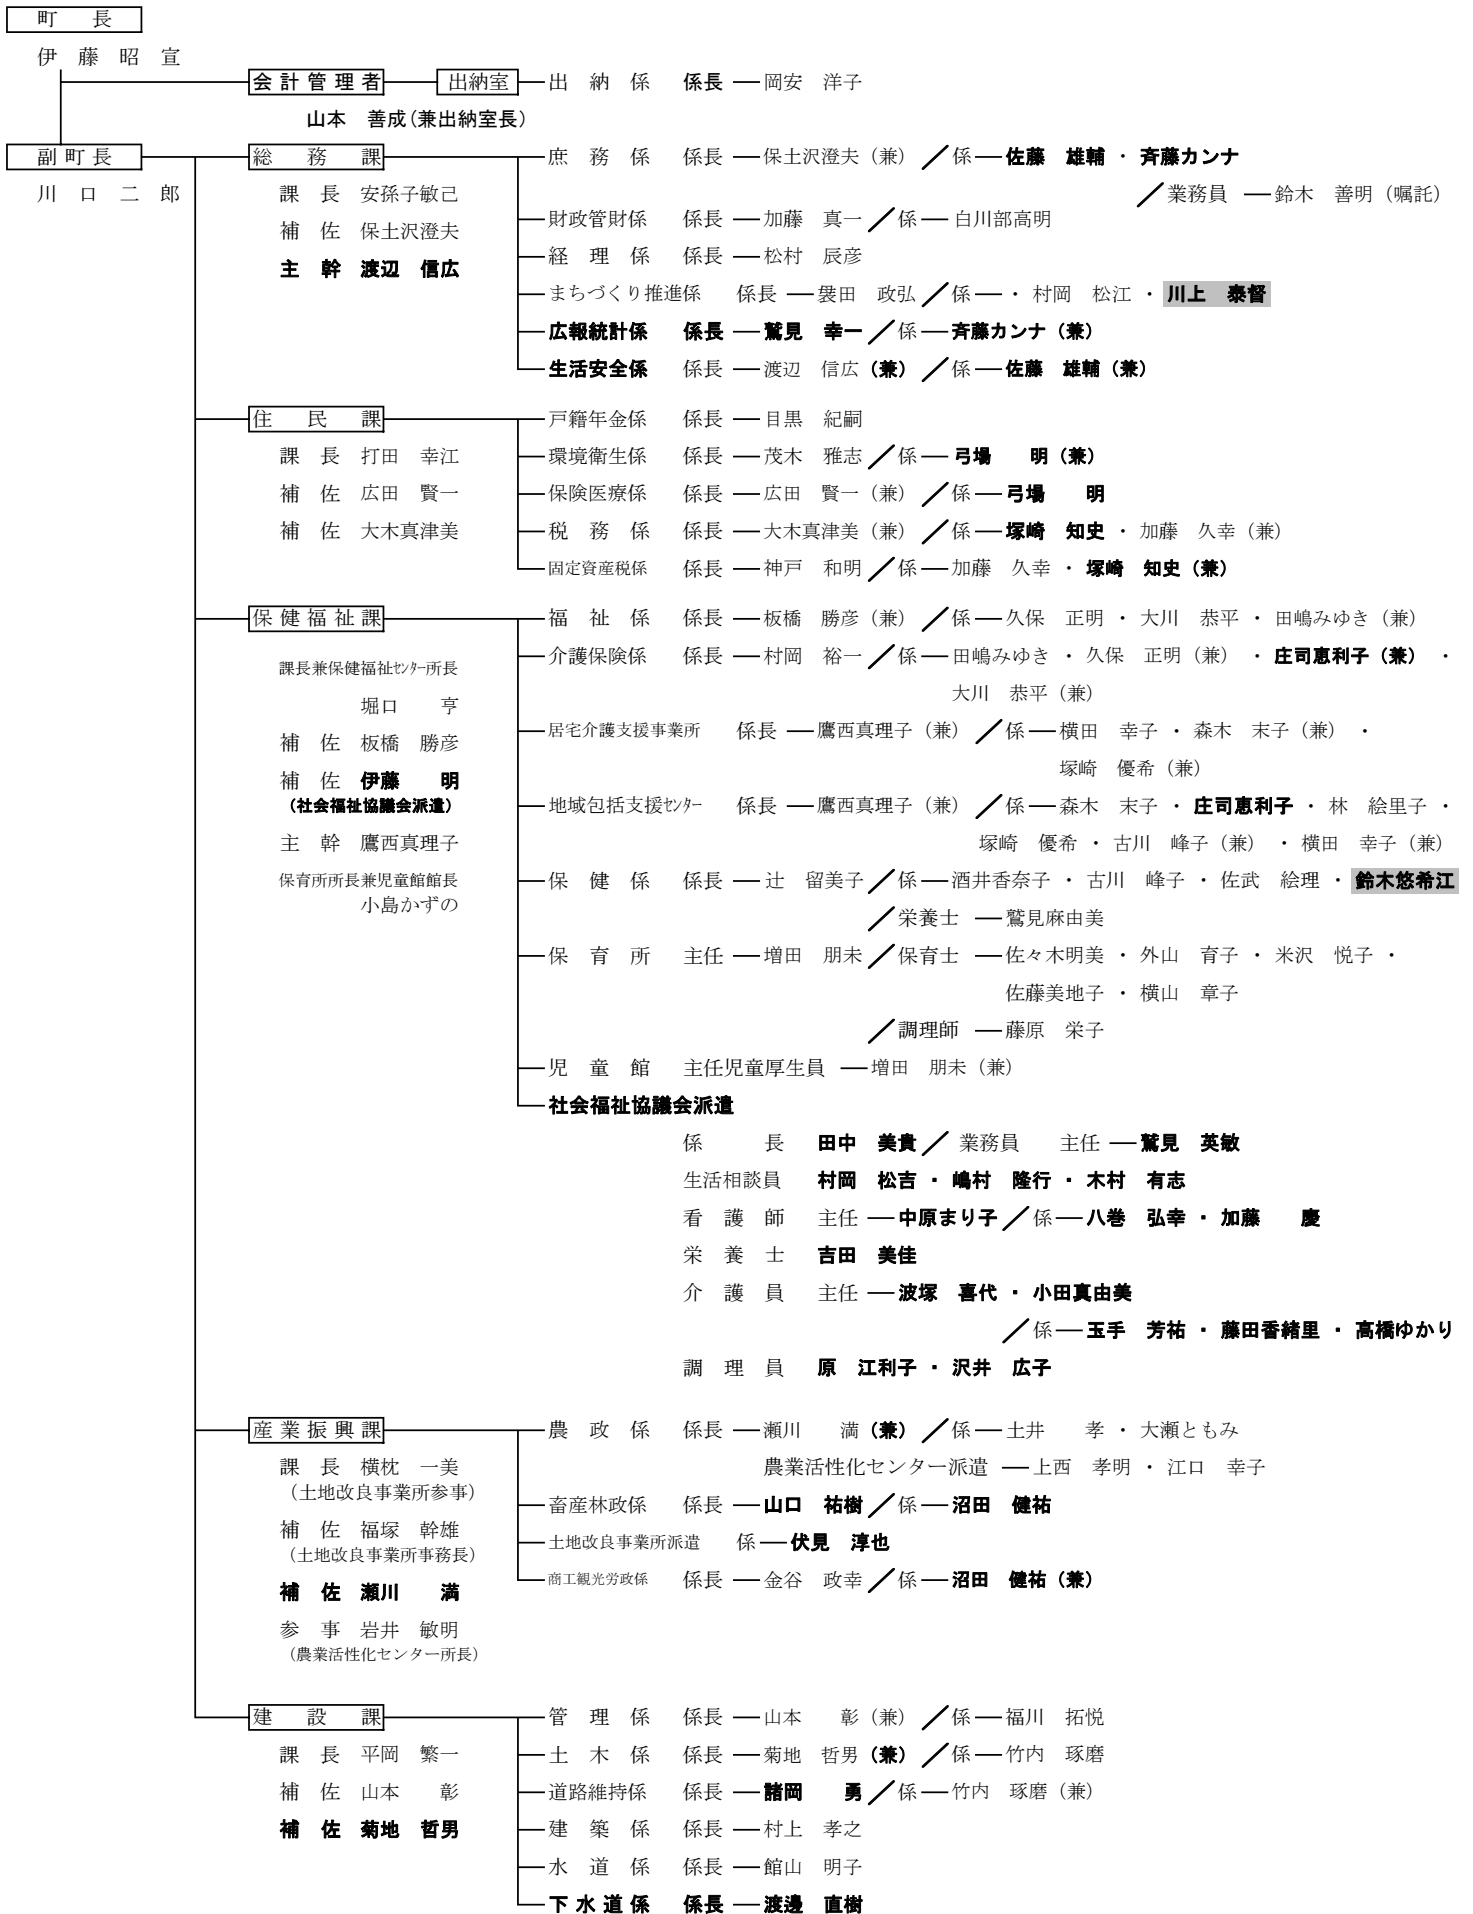 町　長
伊　藤　昭　宣
会計管理者 出納室 出　納　係　係長 ― 岡安　洋子
山本　善成(兼出納室長)
副町長 総　務　課 庶　務　係　係長 ― 保土沢澄夫（兼）／係 ― 佐藤　雄輔 ・ 斉藤カンナ
川　口　二　郎 課　長　安孫子敏己 ／業務員 ― 鈴木　善明（嘱託）
財政管財係　係長 ― 加藤　真一／係 ― 白川部高明
補　佐　保土沢澄夫
経　理　係　係長 ― 松村　辰彦
主　幹　渡辺　信広
まちづくり推進係　係長 ― 袰田　政弘／係 ― ・ 村岡　松江 ・ 川上　泰督
広報統計係　係長 ― 鷲見　幸一／係 ― 斉藤カンナ（兼）
生活安全係　係長 ― 渡辺　信広（兼）／係 ― 佐藤　雄輔（兼）
住　民　課 戸籍年金係　係長 ― 目黒　紀嗣
課　長　打田　幸江 環境衛生係　係長 ― 茂木　雅志／係 ― 弓場　　明（兼）
補　佐　広田　賢一 保険医療係　係長 ― 広田　賢一（兼）／係 ― 弓場　　明
補　佐　大木真津美 税　務　係　係長 ― 大木真津美（兼）／係 ― 塚崎　知史 ・ 加藤　久幸（兼）
固定資産税係　係長 ― 神戸　和明／係 ― 加藤　久幸 ・ 塚崎　知史（兼）
保健福祉課 福　祉　係　係長 ― 板橋　勝彦（兼）／係 ― 久保　正明 ・ 大川　恭平 ・ 田嶋みゆき（兼）
介護保険係　係長 ― 村岡　裕一／係 ― 田嶋みゆき ・ 久保　正明（兼） ・ 庄司恵利子（兼） ・
課長兼保健福祉ｾﾝﾀｰ所長
大川　恭平（兼）
堀口　　亨
居宅介護支援事業所　係長 ― 鷹西真理子（兼）／係 ― 横田　幸子 ・ 森木　末子（兼） ・
補　佐　板橋　勝彦
塚崎　優希（兼）
補　佐　伊藤　　明
（社会福祉協議会派遣） 地域包括支援ｾﾝﾀｰ　係長 ― 鷹西真理子（兼）／係 ― 森木　末子 ・ 庄司恵利子 ・ 林　絵里子 ・
主　幹　鷹西真理子 塚崎　優希 ・ 古川　峰子（兼） ・ 横田　幸子（兼）
保育所所長兼児童館館長 保　健　係　係長 ― 辻　留美子／係 ― 酒井香奈子 ・ 古川　峰子 ・ 佐武　絵理 ・ 鈴木悠希江
小島かずの
／栄養士 ― 鷲見麻由美
保　育　所　主任 ― 増田　朋未／保育士 ― 佐々木明美 ・ 外山　育子 ・ 米沢　悦子 ・
佐藤美地子 ・ 横山　章子
／調理師 ― 藤原　栄子
児　童　館　主任児童厚生員 ― 増田　朋未（兼）
社会福祉協議会派遣
係　　　長　田中　美貴／業務員　主任 ― 鷲見　英敏
生活相談員　村岡　松吉 ・ 嶋村　隆行 ・ 木村　有志
看　護　師　主任 ― 中原まり子／係 ― 八巻　弘幸 ・ 加藤　　慶
栄　養　士　吉田　美佳
介　護　員　主任 ― 波塚　喜代 ・ 小田真由美
／係 ― 玉手　芳祐 ・ 藤田香緒里 ・ 高橋ゆかり
調　理　員　原　江利子 ・ 沢井　広子
産業振興課 農　政　係　係長 ― 瀬川　　満（兼）／係 ― 土井　　孝 ・ 大瀬ともみ
課　長　横枕　一美 農業活性化センター派遣 ― 上西　孝明 ・ 江口　幸子
（土地改良事業所参事）
畜産林政係　係長 ― 山口　祐樹／係 ― 沼田　健祐
補　佐　福塚　幹雄
土地改良事業所派遣　係 ― 伏見　淳也
（土地改良事業所事務長）
商工観光労政係　係長 ― 金谷　政幸／係 ― 沼田　健祐（兼）
補　佐　瀬川　　満
参　事　岩井　敏明
（農業活性化センター所長）
建　設　課 管　理　係　係長 ― 山本　　彰（兼）／係 ― 福川　拓悦
課　長　平岡　繁一 土　木　係　係長 ― 菊地　哲男（兼）／係 ― 竹内　琢磨
補　佐　山本　　彰 道路維持係　係長 ― 諸岡　　勇／係 ― 竹内　琢磨（兼）
補　佐　菊地　哲男 建　築　係　係長 ― 村上　孝之
水　道　係　係長 ― 館山　明子
下水道係　係長 ― 渡邊　直樹